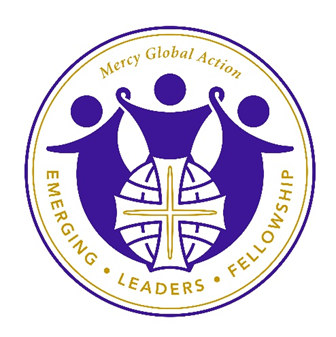 Mercy Global Action
EMERGING • LEADERS • FELLOWSHIP